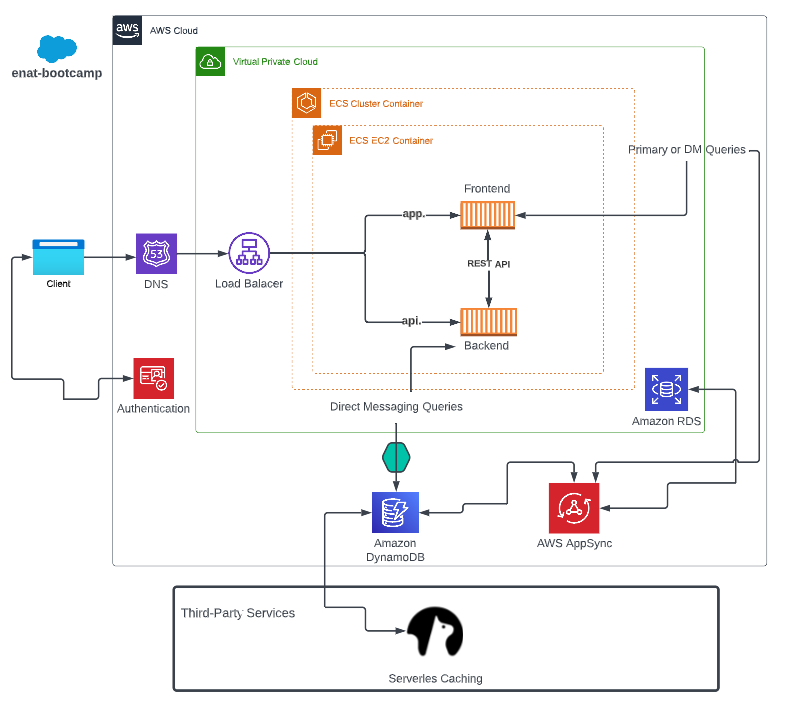 aws
AWS Cloud
enat-bootcamp
Virtual Private Cloud
ECS Cluster Container
ECS EC2 Container
Primary or DM Queries
Frontend
app.
53
Client
DNS
Load Balacer
REST API
api.
Backend
Authentication
Direct Messaging Queries
Amazon RDS
Amazon
DynamoDB
AWS AppSync
Third-Party Services
Serverles Caching